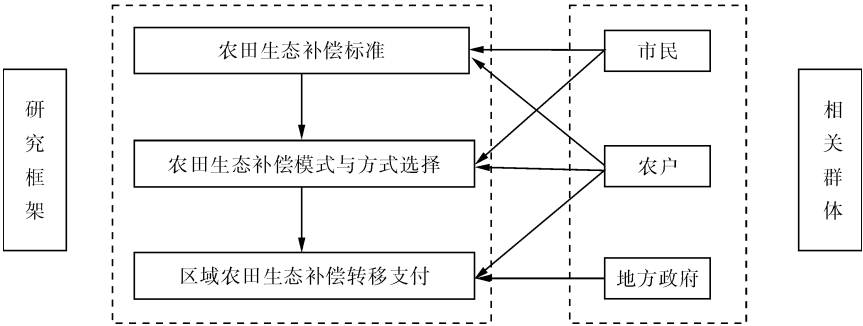 研究框架
农田生态补偿标准
农田生态补偿模式与方式选择
区域农田生态补偿转移支付
市民
农户
地方政府
相关群体